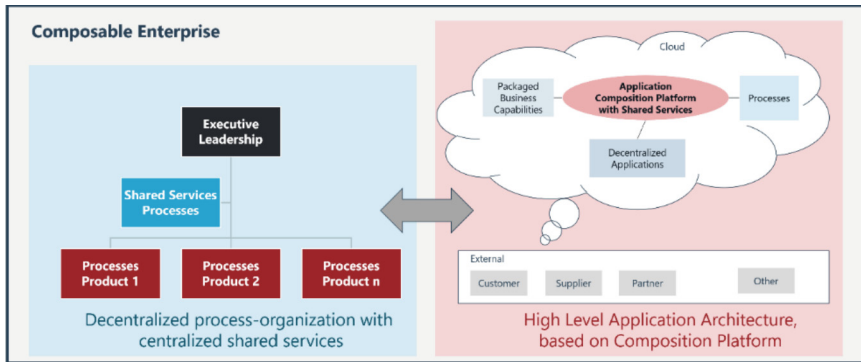 Composable Enterprise
Executive
Leadership
Shared Services
Processes
Processes
Product 1
Processes
Product 2
Processes
Product n
Decentralized process-organization with
centralized shared services
Cloud
Packaged
Business
Capabilities
Application
Composition Platform
with Shared Services
Processes
Decentralized
Applications
External
Customer
Supplier
Partner
Other
High Level Application Architecture,
based on Composition Platform